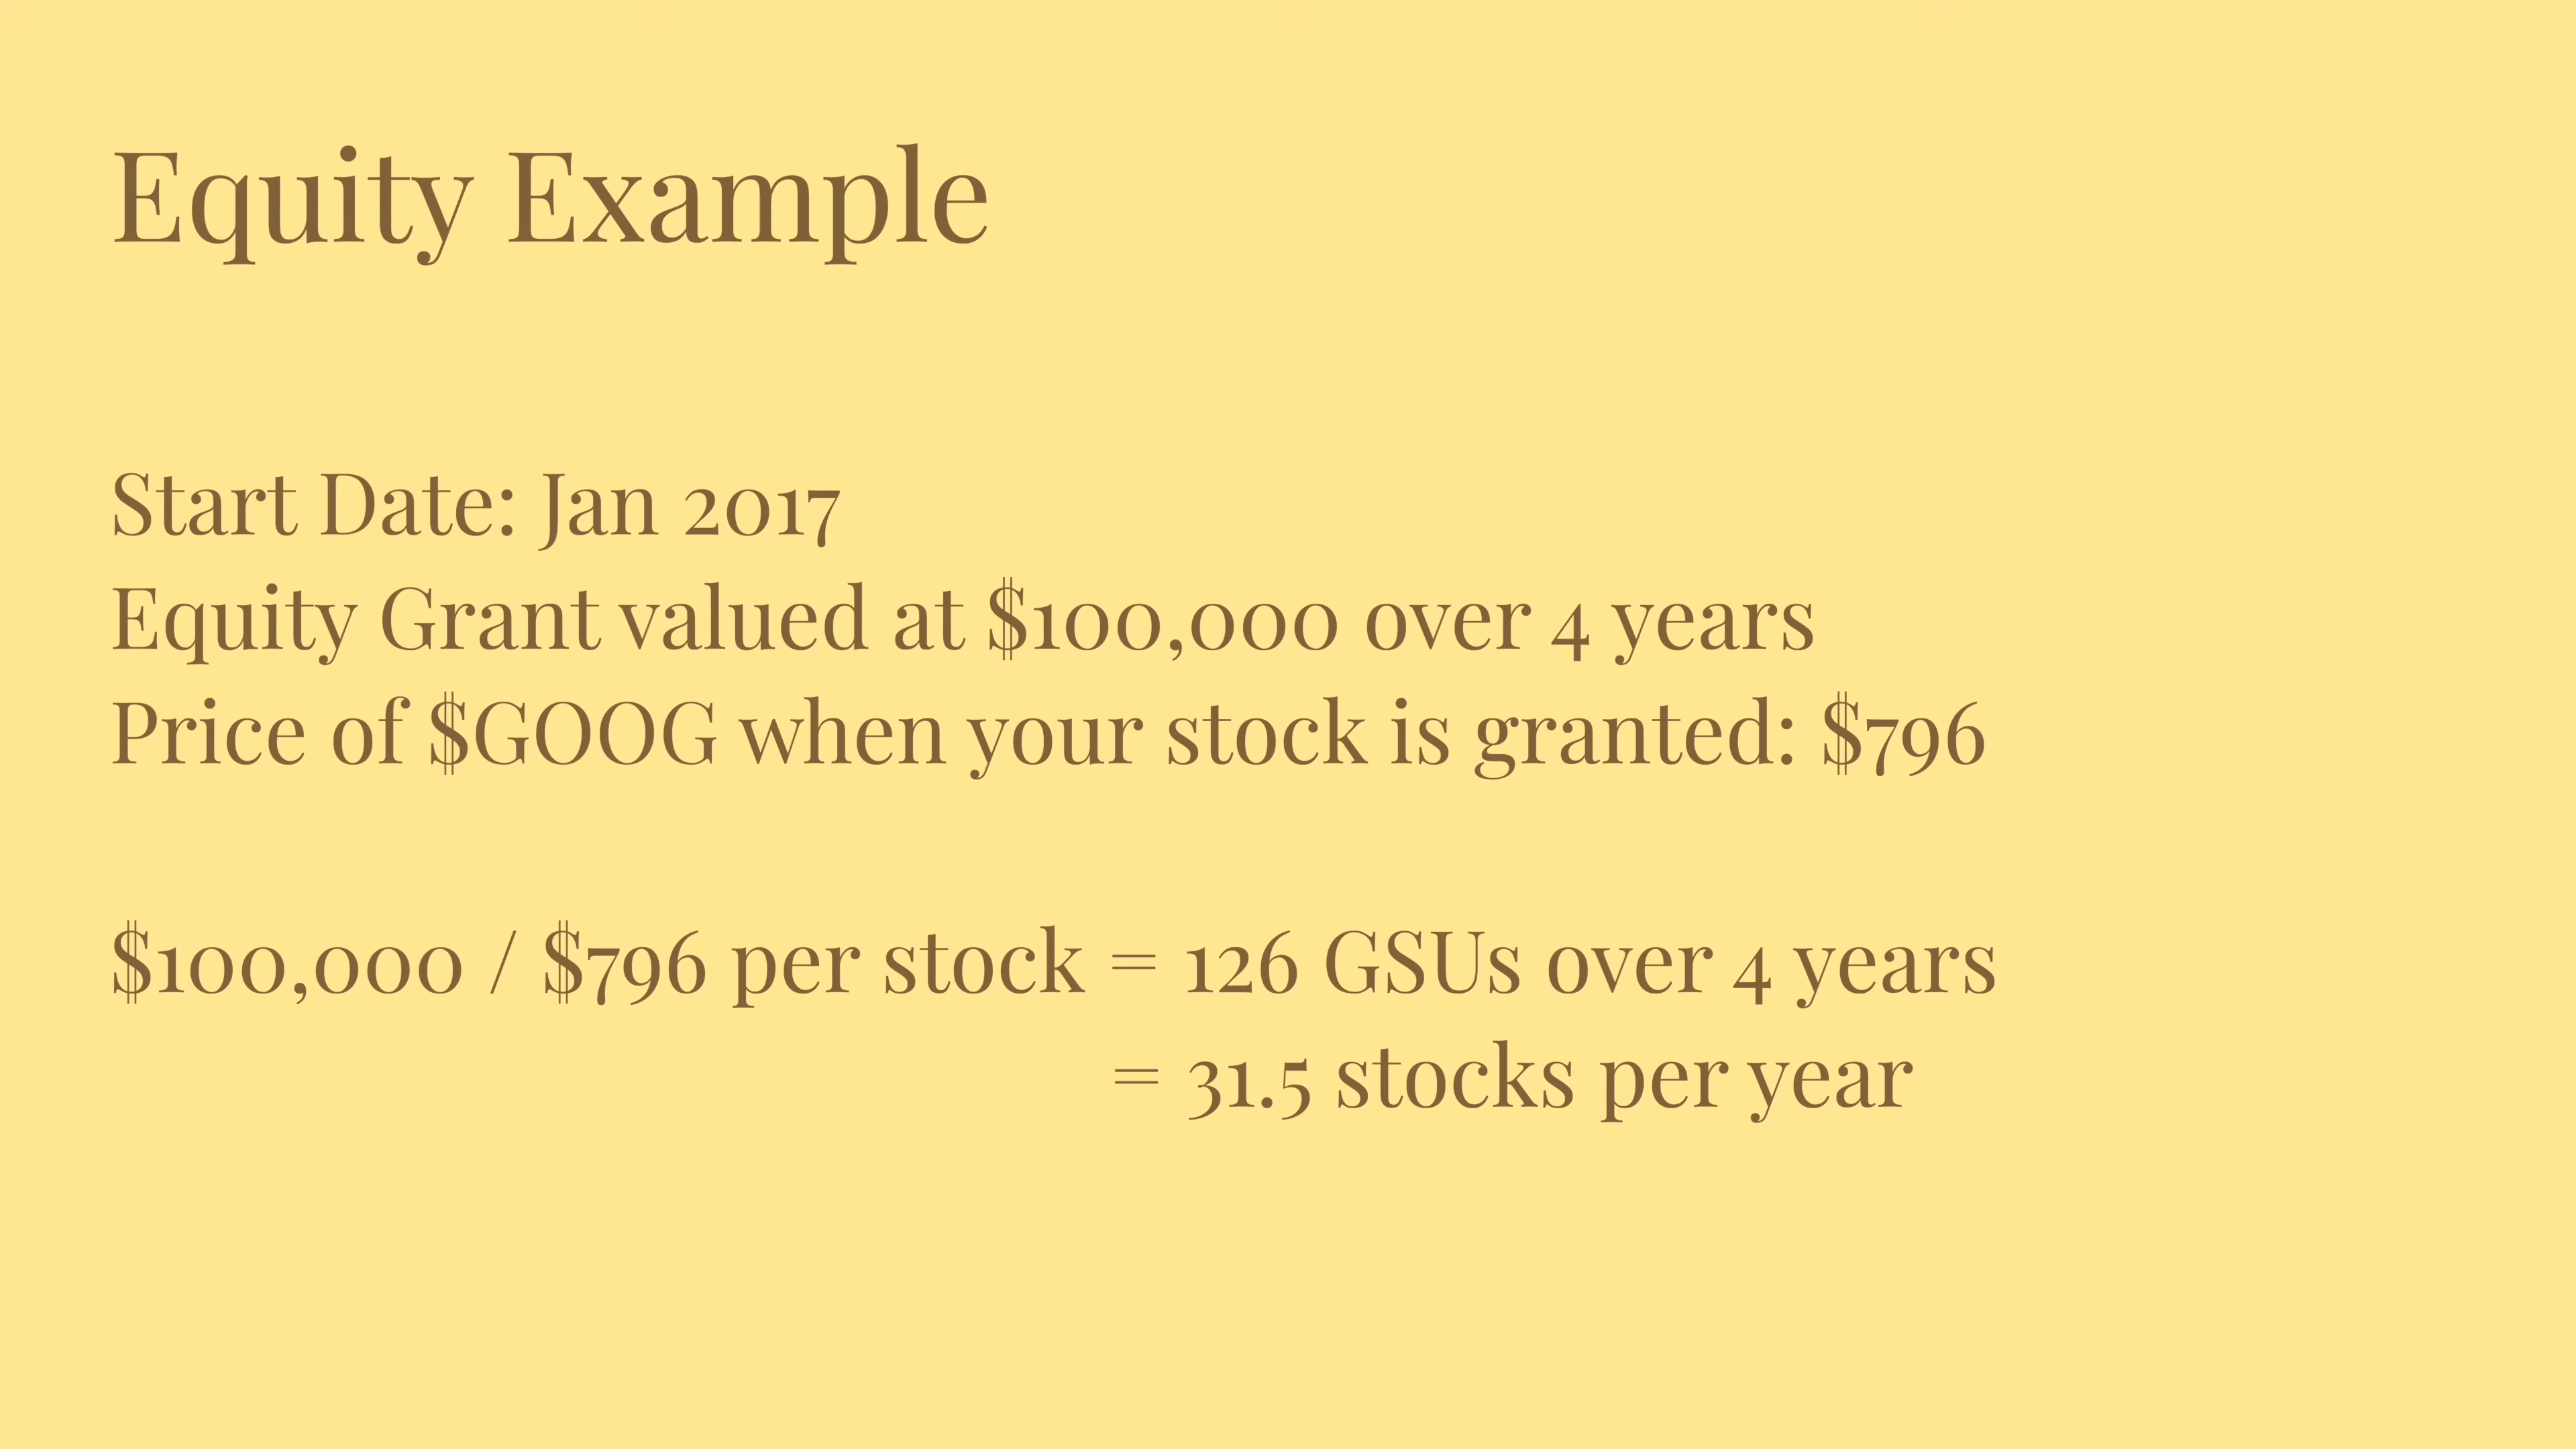 Equity Example
Start Date: Jan 2017
Equity Grant valued at $100,000 over 4 years
Price of $GOOG when your stock is granted: $796
$100,000 / $796 per stock = 126 GSUs over 4 years
= 31.5 stocks per year